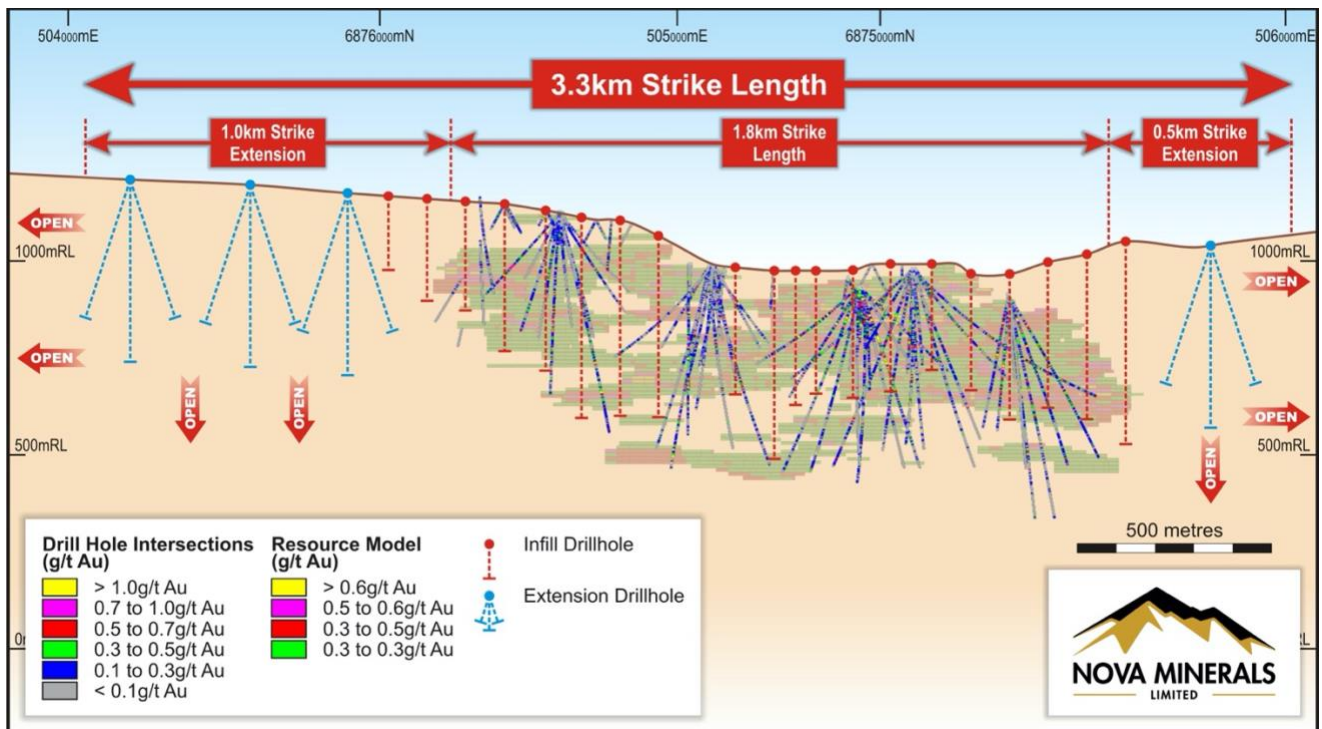 504000mE 6876000mN 505000mE 6875000mN 506000mE
3.3km Strike Length
1.0km Strike
Extension
1.8km Strike
Length
0.5km Strike
Extension
OPEN
1000mRL
1000mRL
OPEN
OPEN
OPEN
OPEN
OPEN
500mRL
500mRL
OPEN
500 metres
Drill Hole Intersections
(g/t Au)
> 1.0g/t Au
0.7 to 1.0g/t Au
0.5 to 0.7g/t Au
0.3 to 0.5g/t Au
0.1 to 0.3g/t Au
< 0.1g/t Au
Resource Model
(g/t Au)
> 0.6g/t Au
0.5 to 0.6g/t Au
0.3 to 0.5g/t Au
0.3 to 0.3g/t Au
Infill Drillhole
Extension Drillhole
NOVA MINERALS
LIMITED